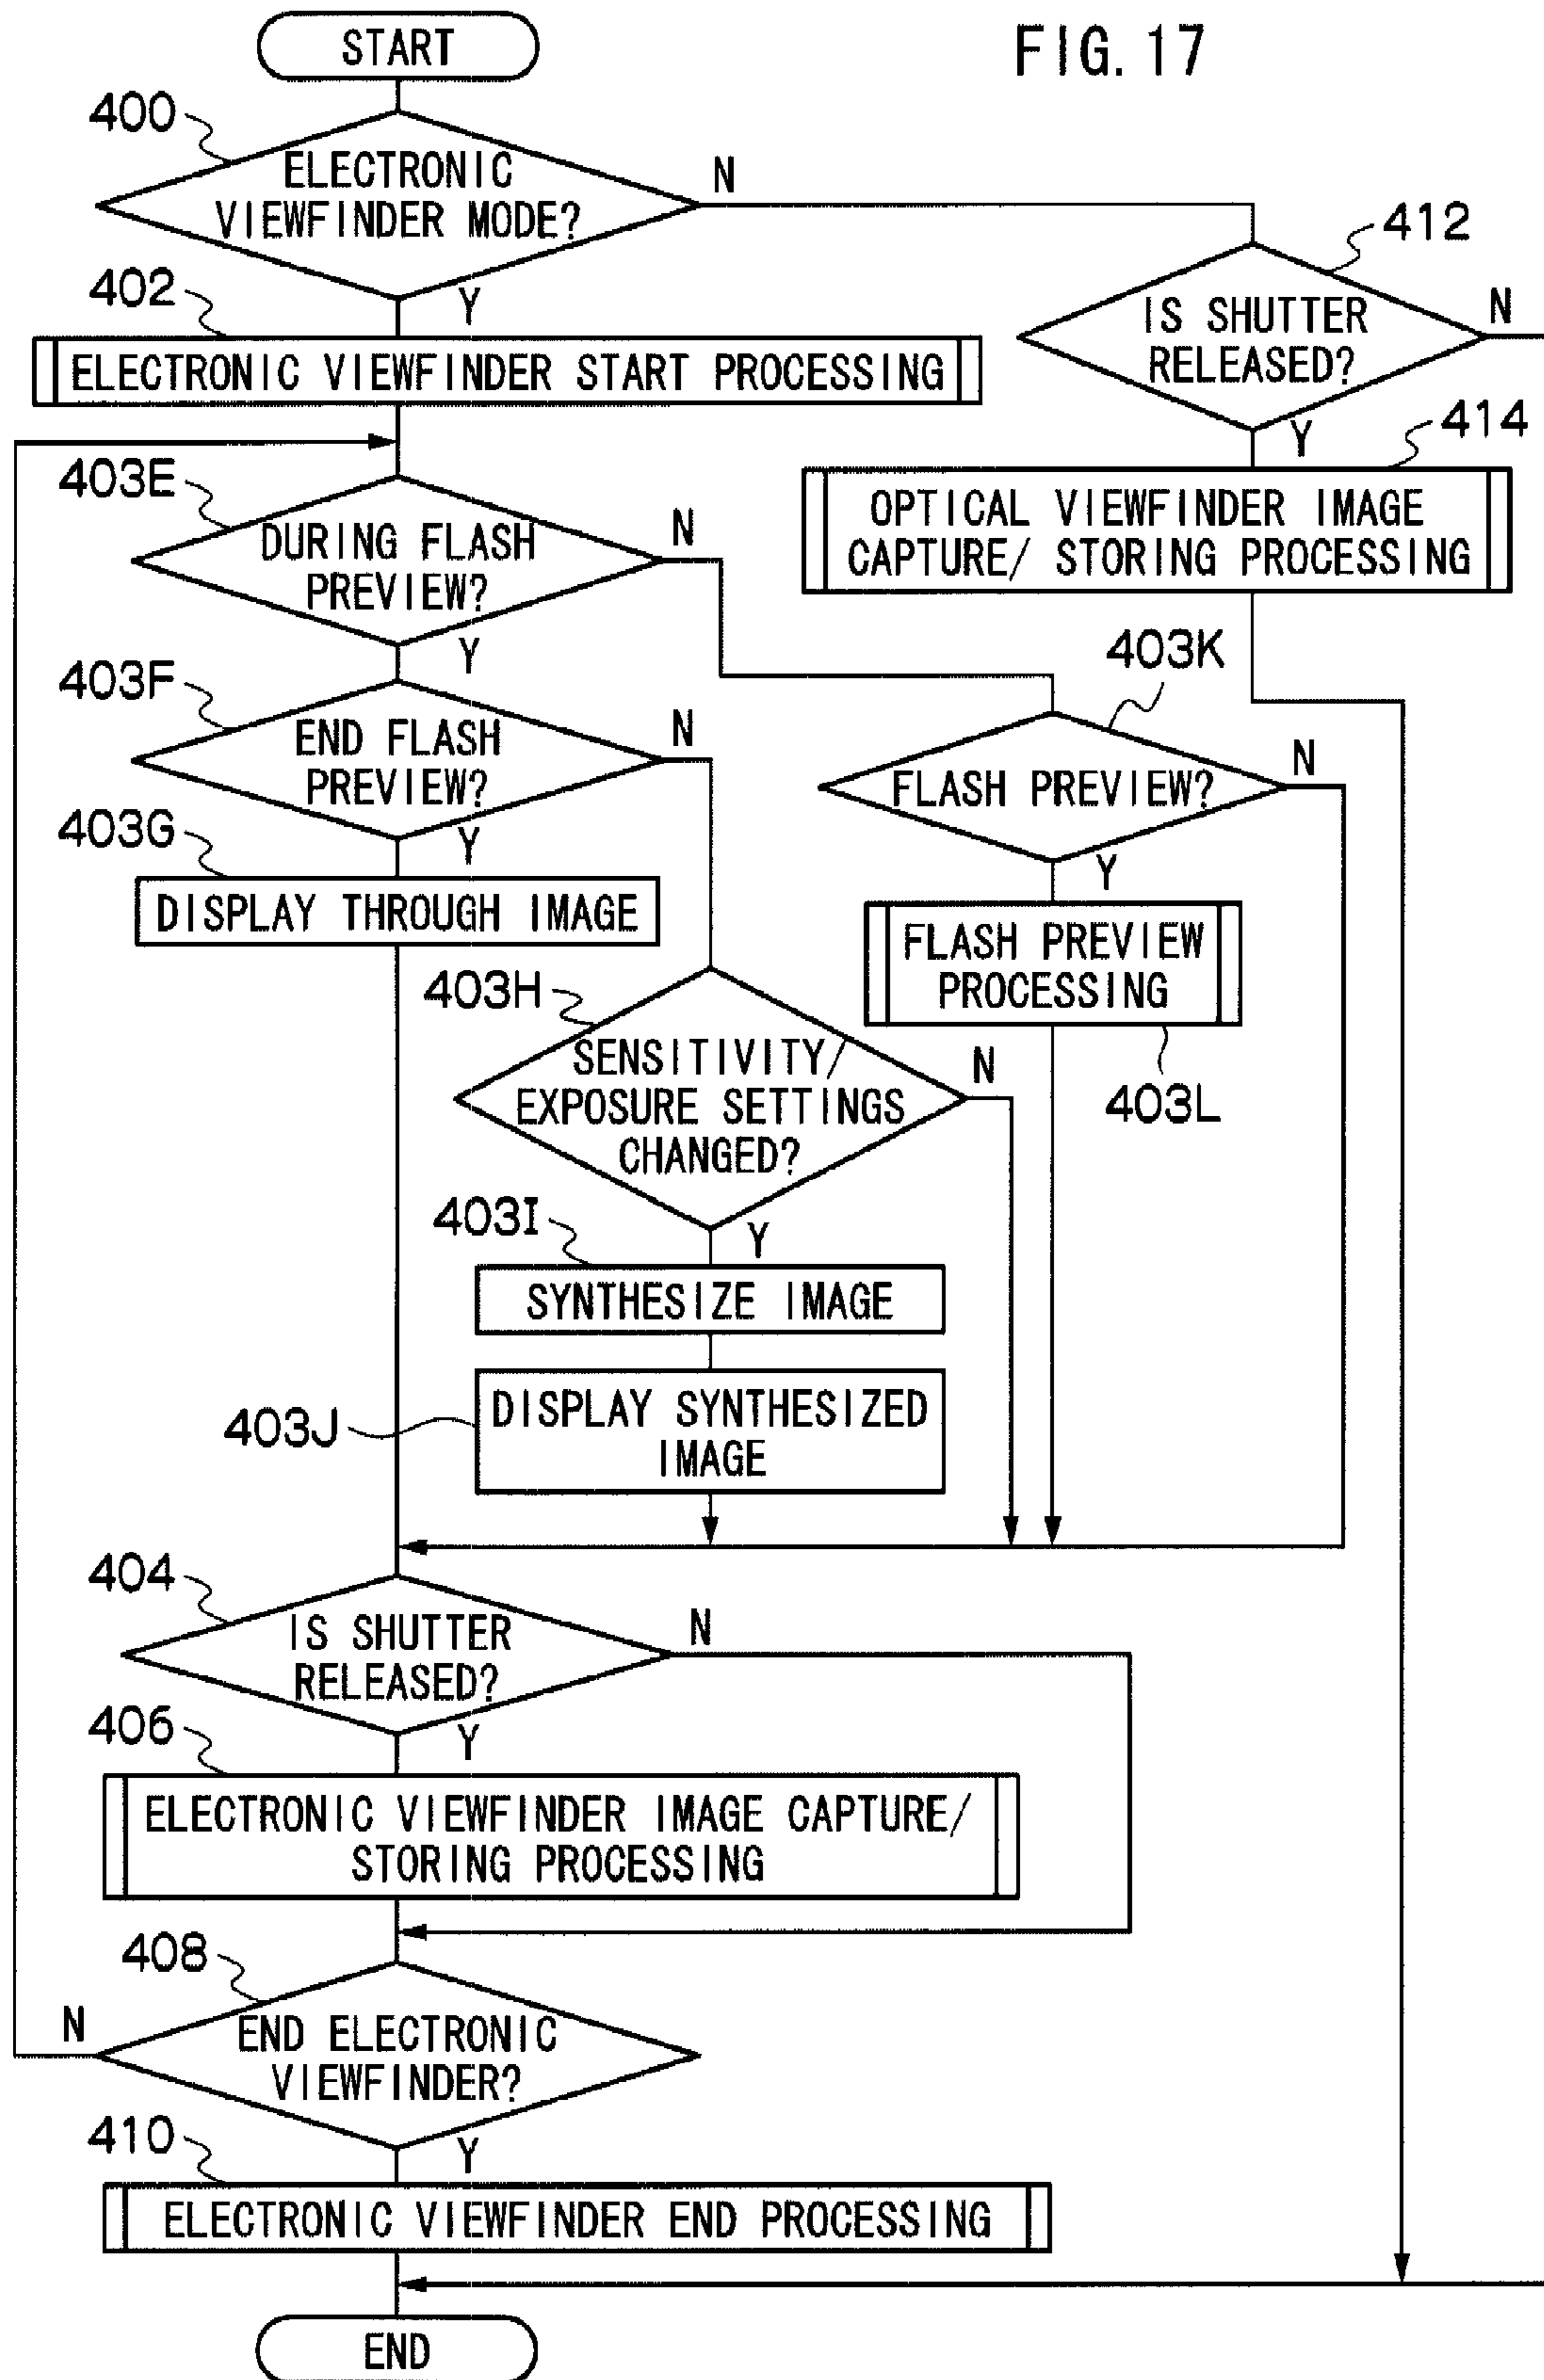 START
FIG. 17
400
ELECTRONIC
VIEWFINDER MODE?
N
Y
412
IS SHUTTER
RELEASED?
N
Y
402
ELECTRONIC VIEWFINDER START PROCESSING
414
OPTICAL VIEWFINDER IMAGE
CAPTURE/ STORING PROCESSING
403E
DURING FLASH
PREVIEW?
N
Y
403F
END FLASH
PREVIEW?
N
Y
403K
FLASH PREVIEW?
N
Y
403G
DISPLAY THROUGH IMAGE
FLASH PREVIEW
PROCESSING
403L
403H
SENSITIVITY/
EXPOSURE SETTINGS
CHANGED?
N
Y
403I
SYNTHESIZE IMAGE
403J
DISPLAY SYNTHESIZED
IMAGE
404
IS SHUTTER
RELEASED?
N
Y
406
ELECTRONIC VIEWFINDER IMAGE CAPTURE/
STORING PROCESSING
408
END ELECTRONIC
VIEWFINDER?
N
Y
410
ELECTRONIC VIEWFINDER END PROCESSING
END